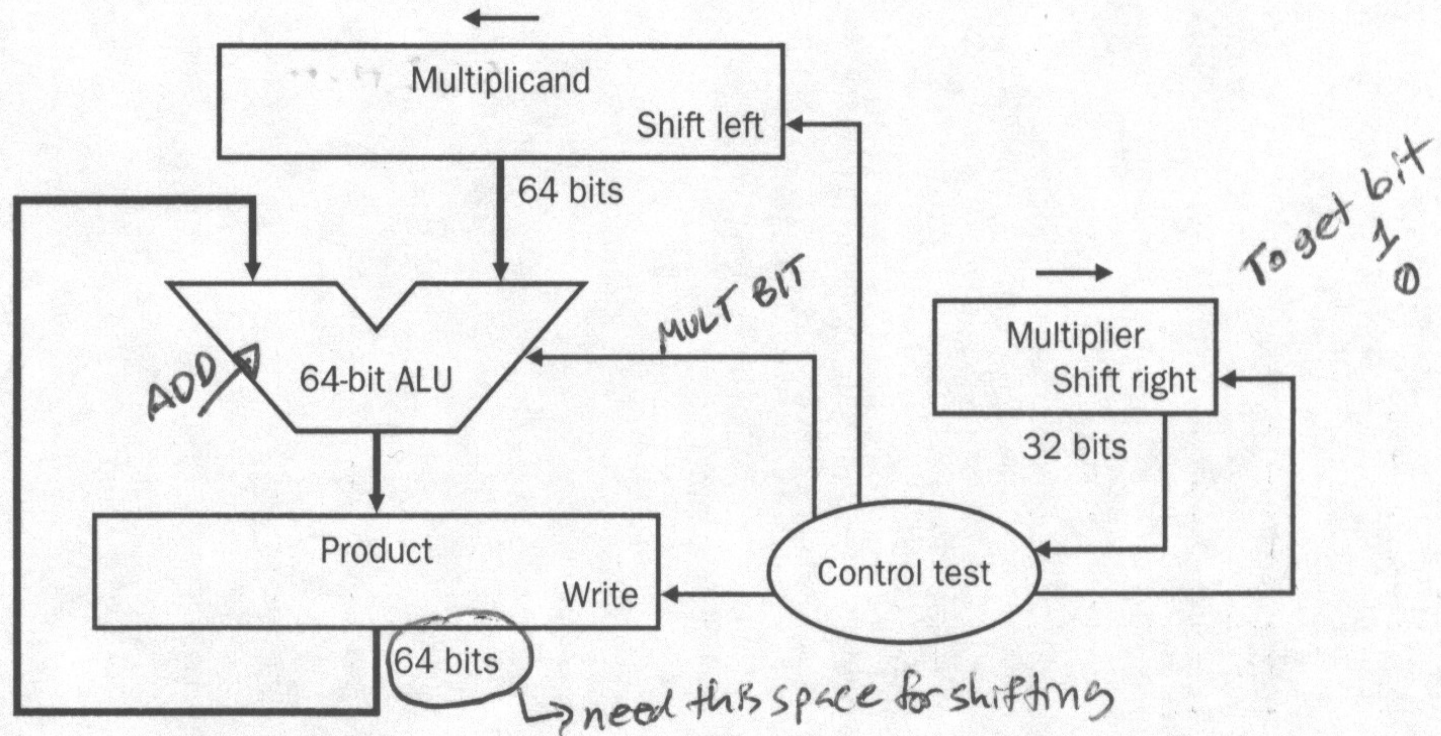 Multiplicand
Shift left
64 bits
To get bit
1
0
MULT BIT
Multiplier
Shift right
ADD
64-bit ALU
32 bits
Product
Control test
Write
64 bits
need this space for shifting